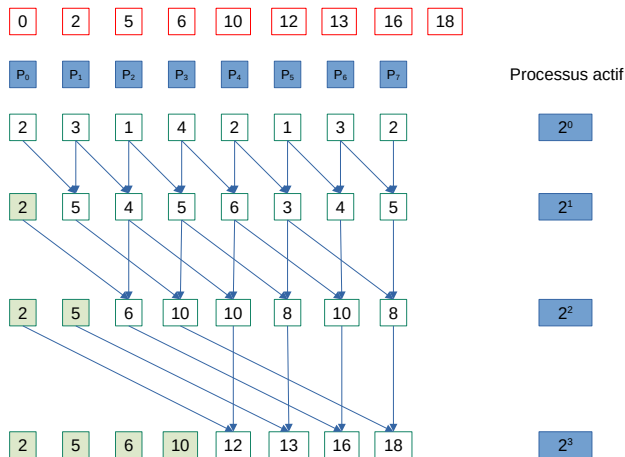 0 2 5 6 10 12 13 16 18
P₀ P₁ P₂ P₃ P₄ P₅ P₆ P₇ Processus actif
2 3 1 4 2 1 3 2 2⁰
2 5 4 5 6 3 4 5 2¹
2 5 6 10 10 8 10 8 2²
2 5 6 10 12 13 16 18 2³